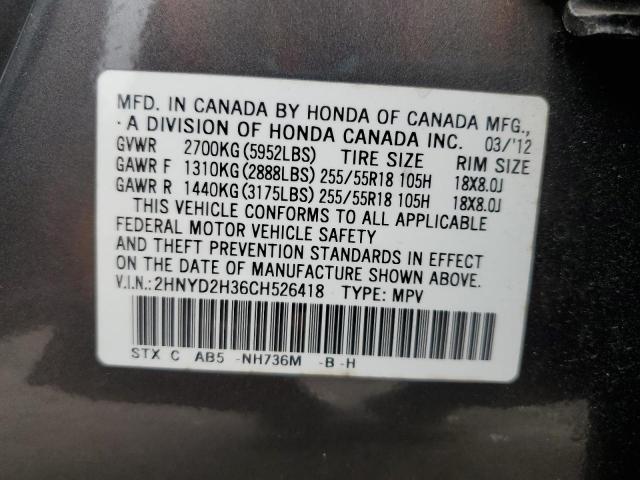 MFD. IN CANADA BY HONDA OF CANADA MFG.,
A DIVISION OF HONDA CANADA INC. 03/'12
GVWR 2700KG(5952LBS) TIRE SIZE RIM SIZE
GAWR F 1310KG(2888LBS) 255/55R18 105H 18X8.0J
GAWR R 1440KG(3175LBS) 255/55R18 105H 18X8.0J
THIS VEHICLE CONFORMS TO ALL APPLICABLE
FEDERAL MOTOR VEHICLE SAFETY
AND THEFT PREVENTION STANDARDS IN EFFECT
ON THE DATE OF MANUFACTURE SHOWN ABOVE.
V.I.N.:2HNYD2H36CH526418 TYPE: MPV
STX C AB5 -NH736M -B -H